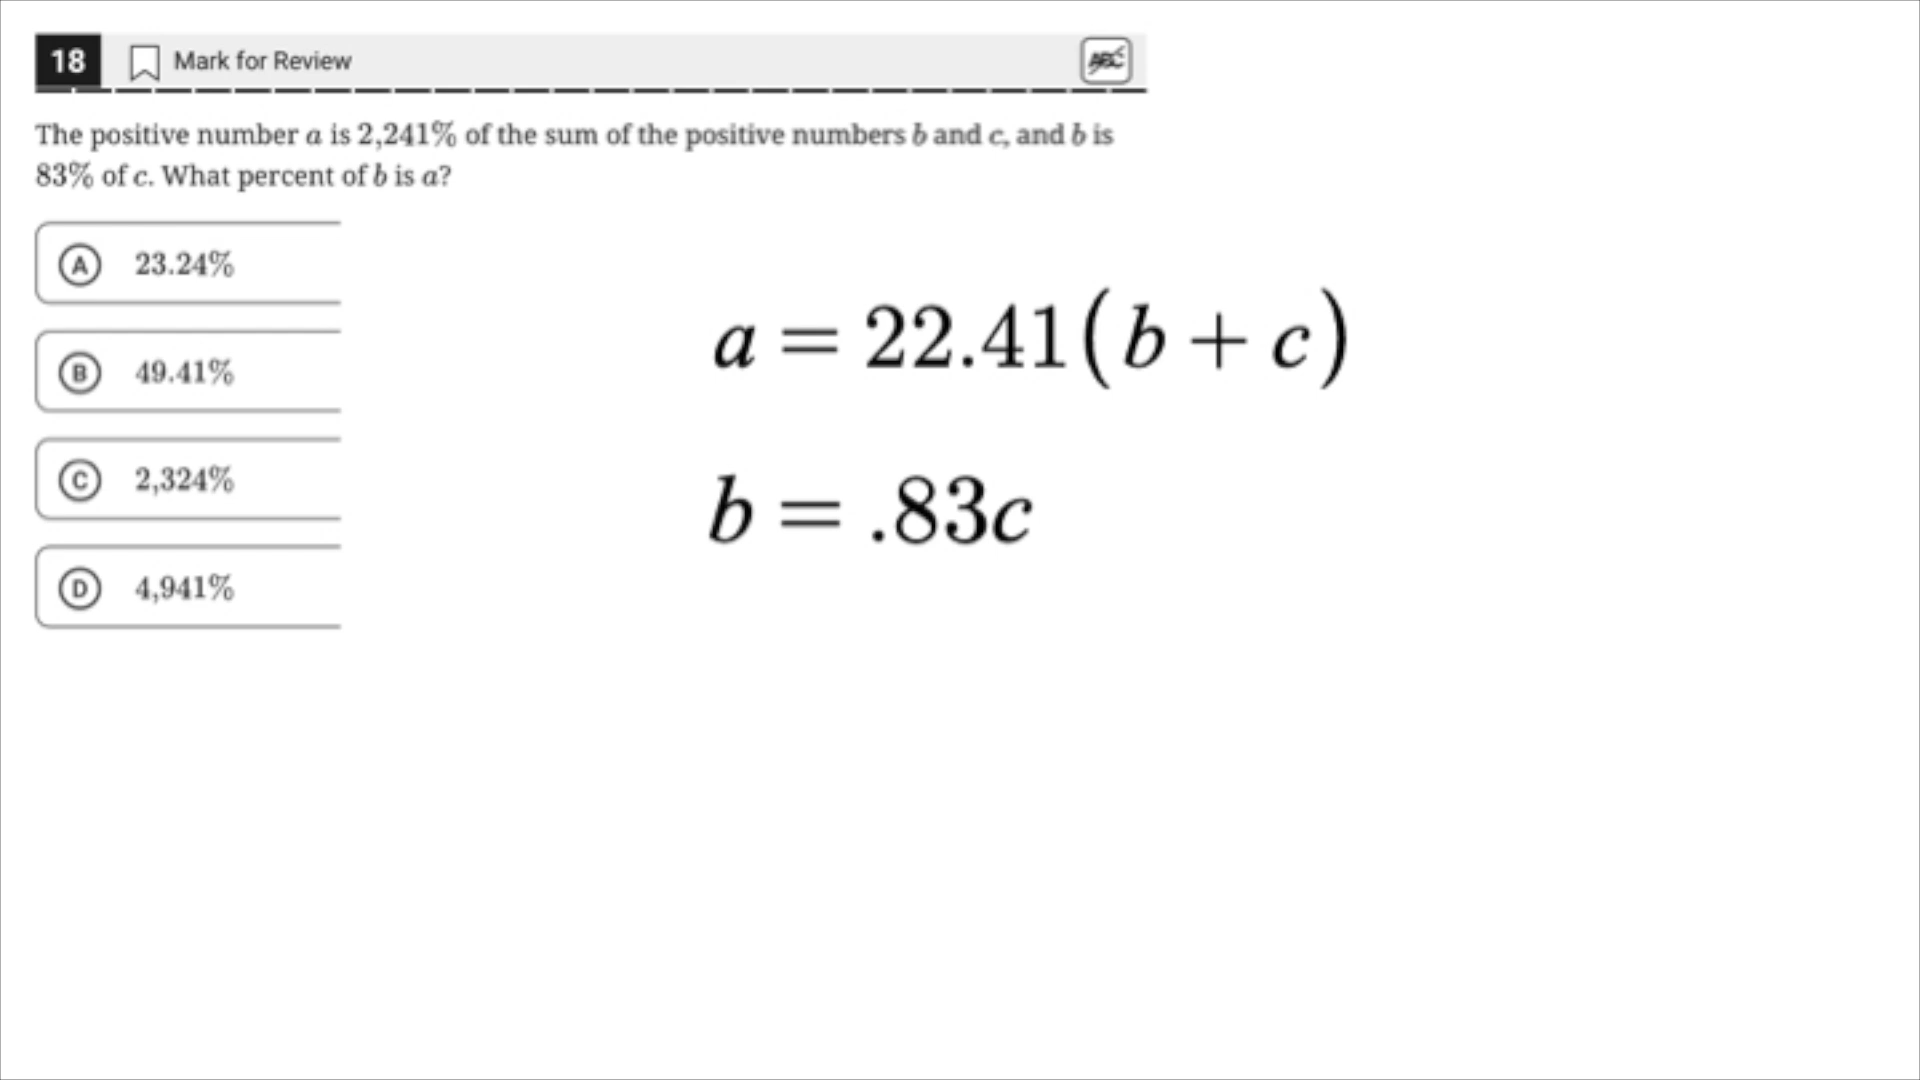 18 Mark for Review ABC
The positive number a is 2,241% of the sum of the positive numbers b and c, and b is
83% of c. What percent of b is a?
A 23.24%
B 49.41%
C 2,324%
D 4,941%
a = 22.41(b + c)
b = .83c